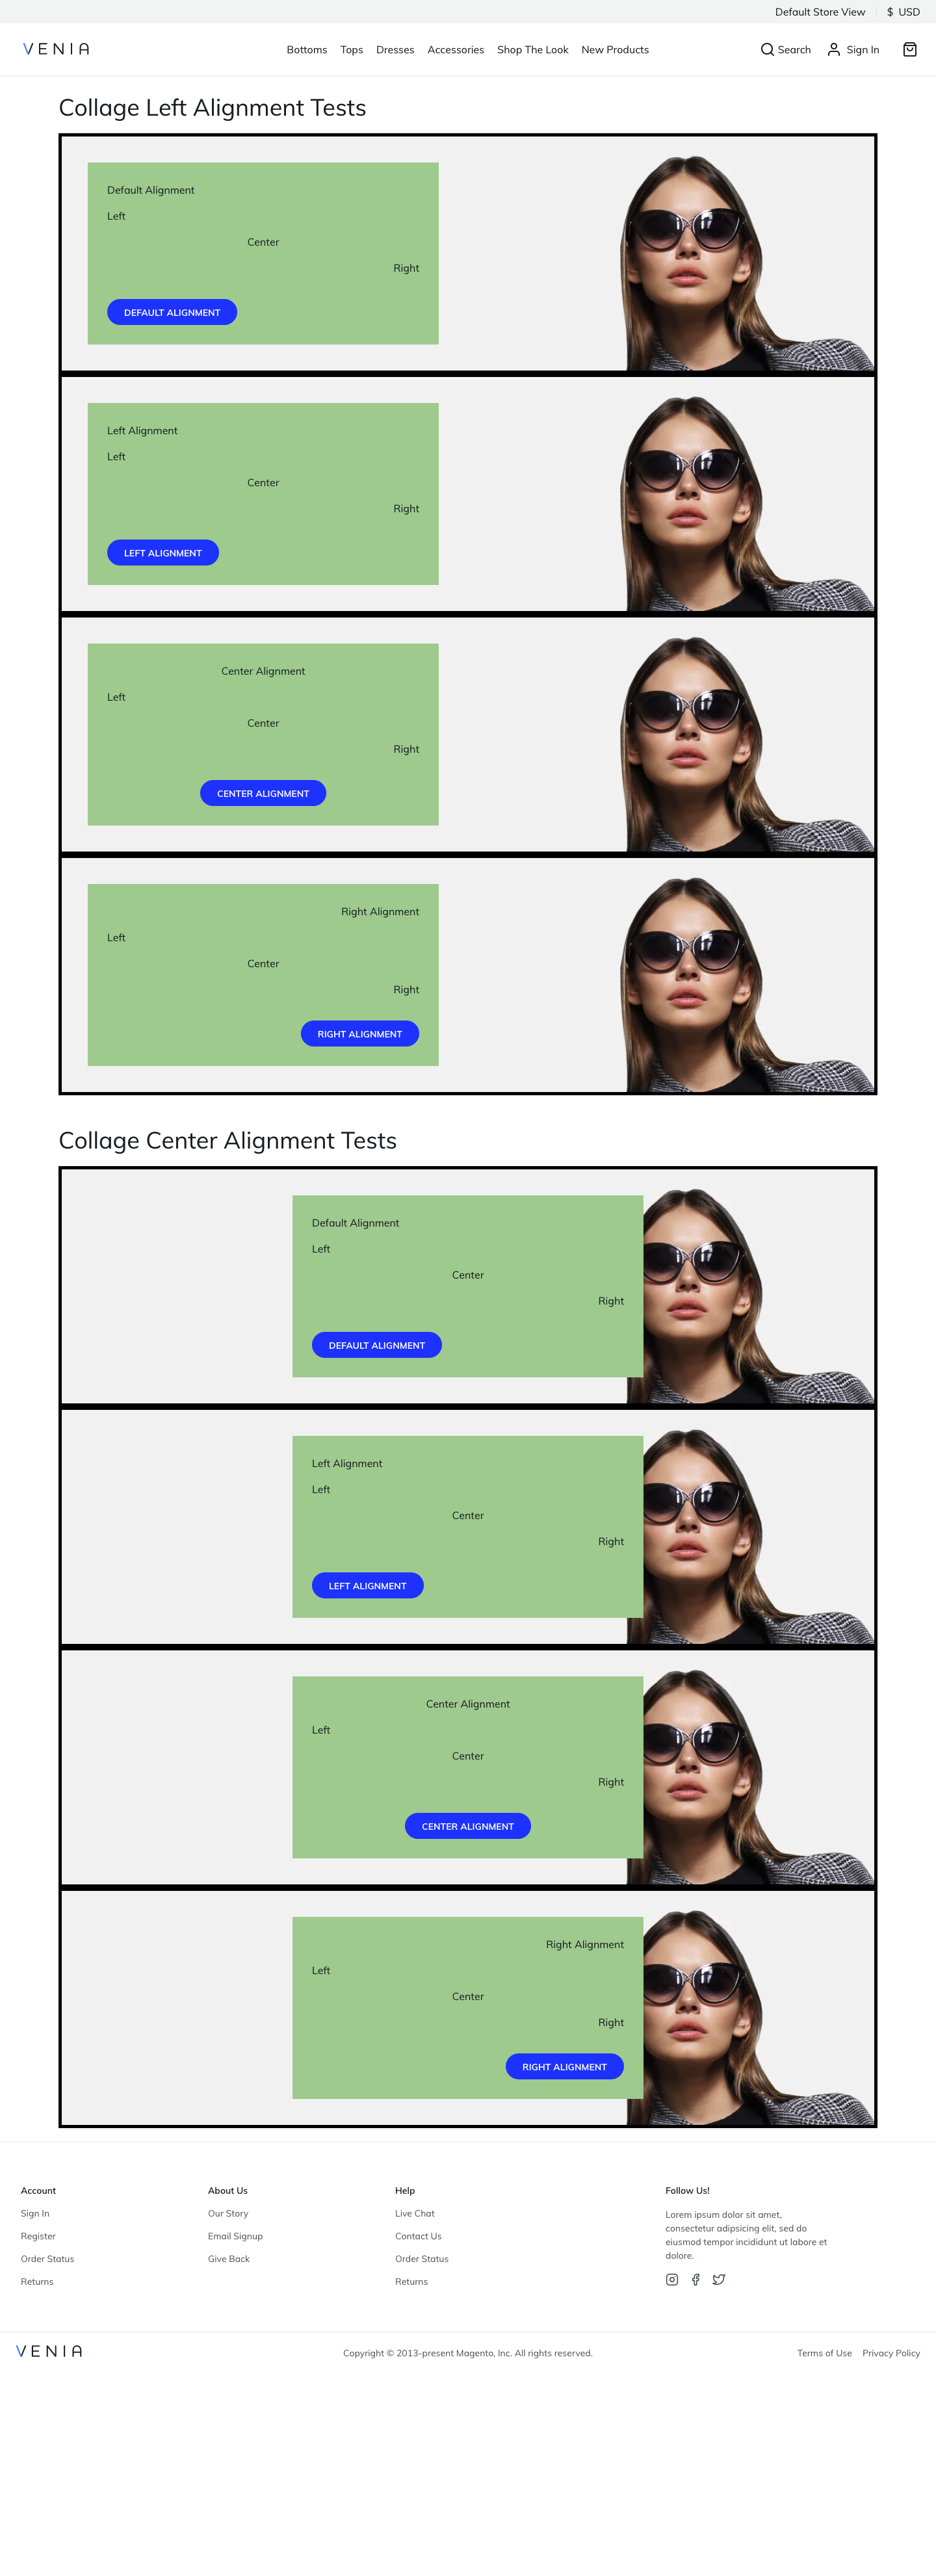 Default Store View $ USD
VENIA Bottoms Tops Dresses Accessories Shop The Look New Products Search Sign In
Collage Left Alignment Tests
Default Alignment
Left
Center
Right
DEFAULT ALIGNMENT
Left Alignment
Left
Center
Right
LEFT ALIGNMENT
Center Alignment
Left
Center
Right
CENTER ALIGNMENT
Right Alignment
Left
Center
Right
RIGHT ALIGNMENT
Collage Center Alignment Tests
Default Alignment
Left
Center
Right
DEFAULT ALIGNMENT
Left Alignment
Left
Center
Right
LEFT ALIGNMENT
Center Alignment
Left
Center
Right
CENTER ALIGNMENT
Right Alignment
Left
Center
Right
RIGHT ALIGNMENT
Account
Sign In
Register
Order Status
Returns
About Us
Our Story
Email Signup
Give Back
Help
Live Chat
Contact Us
Order Status
Returns
Follow Us!
Lorem ipsum dolor sit amet,
consectetur adipsicing elit, sed do
eiusmod tempor incididunt ut labore et
dolore.
VENIA Copyright © 2013-present Magento, Inc. All rights reserved. Terms of Use Privacy Policy